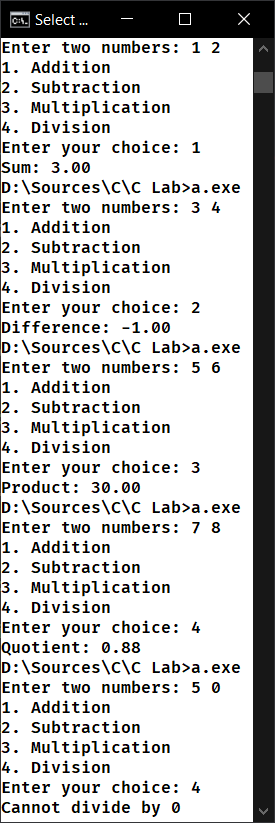 Select ...
Enter two numbers: 1 2
1. Addition
2. Subtraction
3. Multiplication
4. Division
Enter your choice: 1
Sum: 3.00
D:\Sources\C\C Lab>a.exe
Enter two numbers: 3 4
1. Addition
2. Subtraction
3. Multiplication
4. Division
Enter your choice: 2
Difference: -1.00
D:\Sources\C\C Lab>a.exe
Enter two numbers: 5 6
1. Addition
2. Subtraction
3. Multiplication
4. Division
Enter your choice: 3
Product: 30.00
D:\Sources\C\C Lab>a.exe
Enter two numbers: 7 8
1. Addition
2. Subtraction
3. Multiplication
4. Division
Enter your choice: 4
Quotient: 0.88
D:\Sources\C\C Lab>a.exe
Enter two numbers: 5 0
1. Addition
2. Subtraction
3. Multiplication
4. Division
Enter your choice: 4
Cannot divide by 0